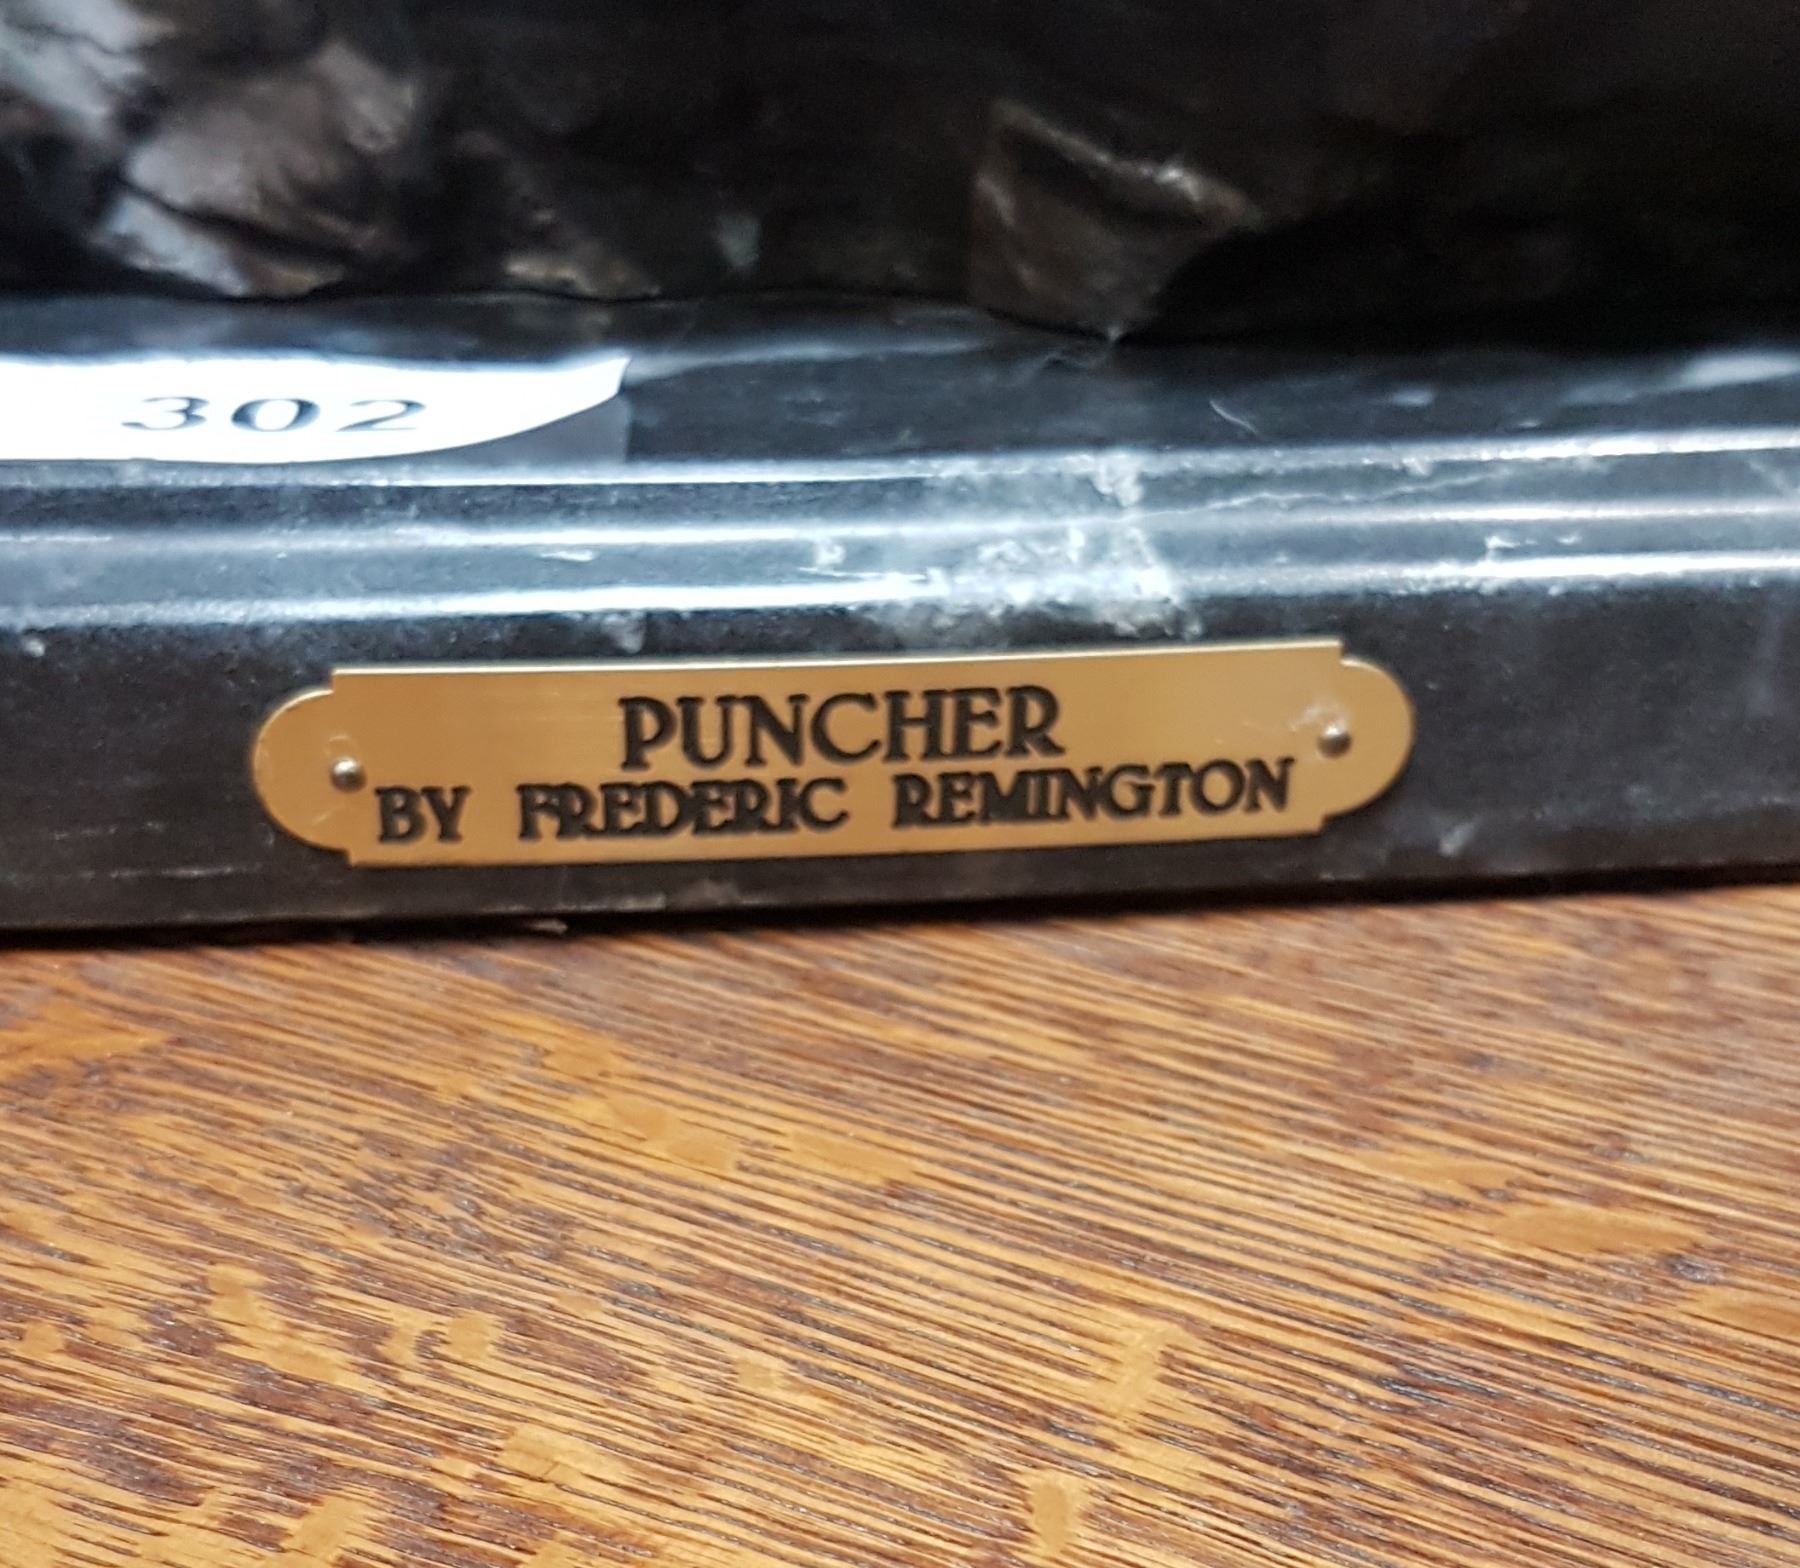 302
PUNCHER
BY FREDERIC REMINGTON